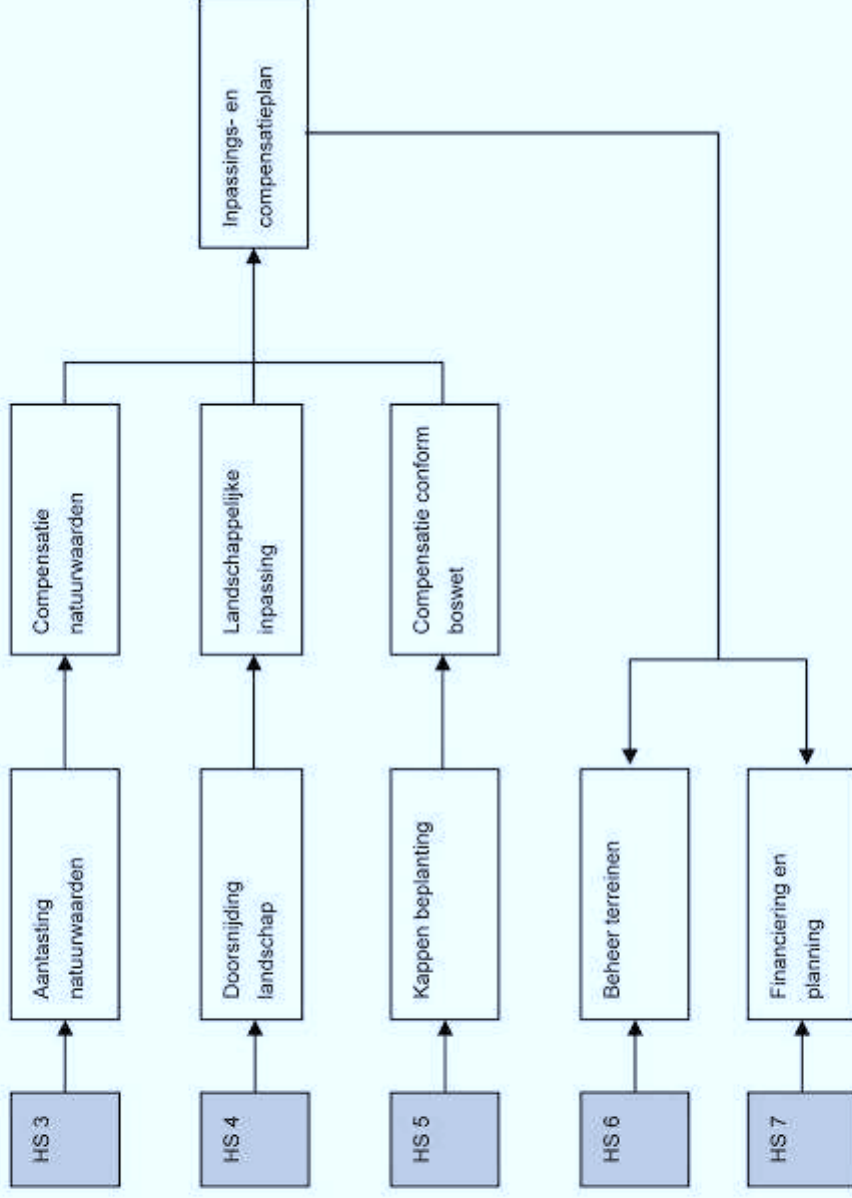 HS 3
Aantasting
natuurwaarden
Compensatie
natuurwaarden
HS 4
Doorsnijding
landschap
Landschappelijke
inpassing
Inpassings- en
compensatieplan
HS 5
Kappen beplanting
Compensatie conform
boswet
HS 6
Beheer terreinen
HS 7
Financiering en
planning